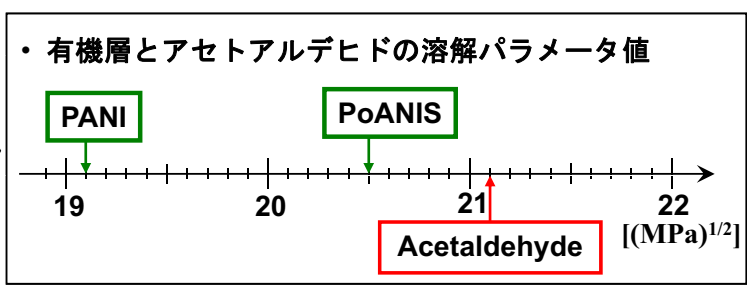 ・ 有機層とアセトアルデヒドの溶解パラメータ値
PANI
PoANIS
19
20
21
22
Acetaldehyde
[(MPa)1/2]